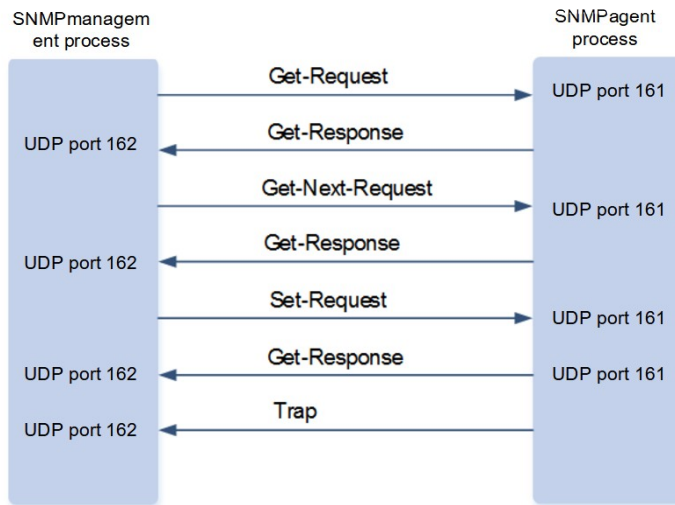 SNMPmanagem
ent process
SNMPagent
process
Get-Request
UDP port 161
Get-Response
UDP port 162
Get-Next-Request
UDP port 161
Get-Response
UDP port 162
Set-Request
UDP port 161
Get-Response
UDP port 162
UDP port 161
Trap
UDP port 162